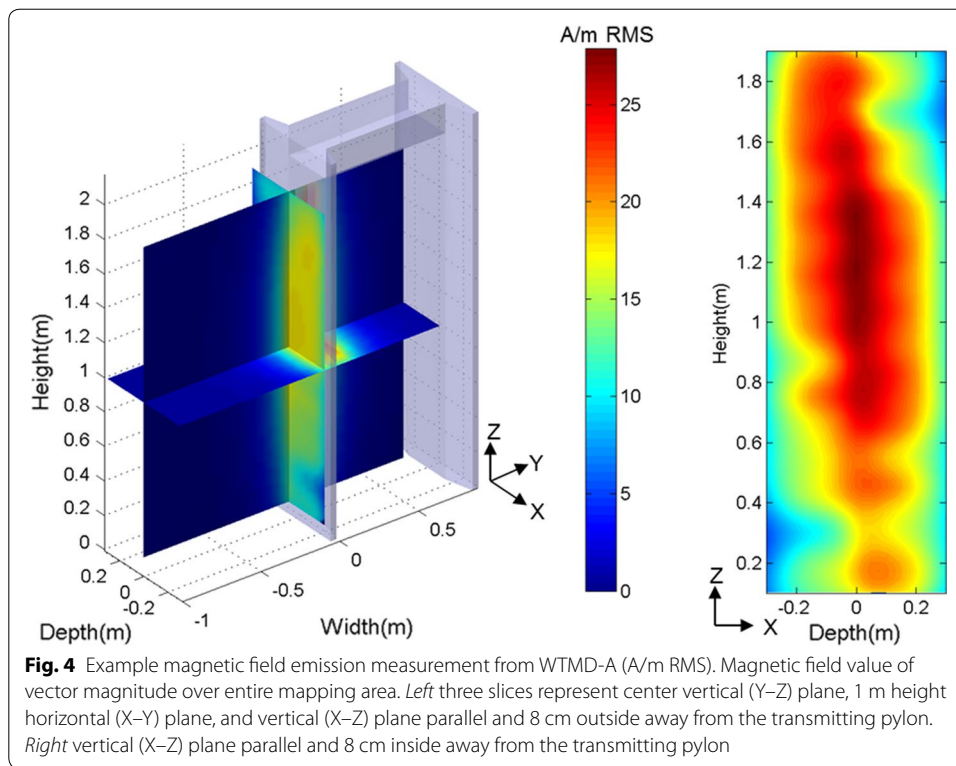 A/m RMS
25
20
15
10
5
0
2
1.8
1.6
1.4
1.2
1
0.8
0.6
0.4
0.2
0
Height(m)
0.2
0
-0.2
Depth(m)
-1
-0.5
0
0.5
Width(m)
Z
Y
X
1.8
1.6
1.4
1.2
1
0.8
0.6
0.4
0.2
Height(m)
-0.2 0 0.2
Depth(m)
Z
X
Fig. 4 Example magnetic field emission measurement from WTMD-A (A/m RMS). Magnetic field value of
vector magnitude over entire mapping area. Left three slices represent center vertical (Y–Z) plane, 1 m height
horizontal (X–Y) plane, and vertical (X–Z) plane parallel and 8 cm outside away from the transmitting pylon.
Right vertical (X–Z) plane parallel and 8 cm inside away from the transmitting pylon